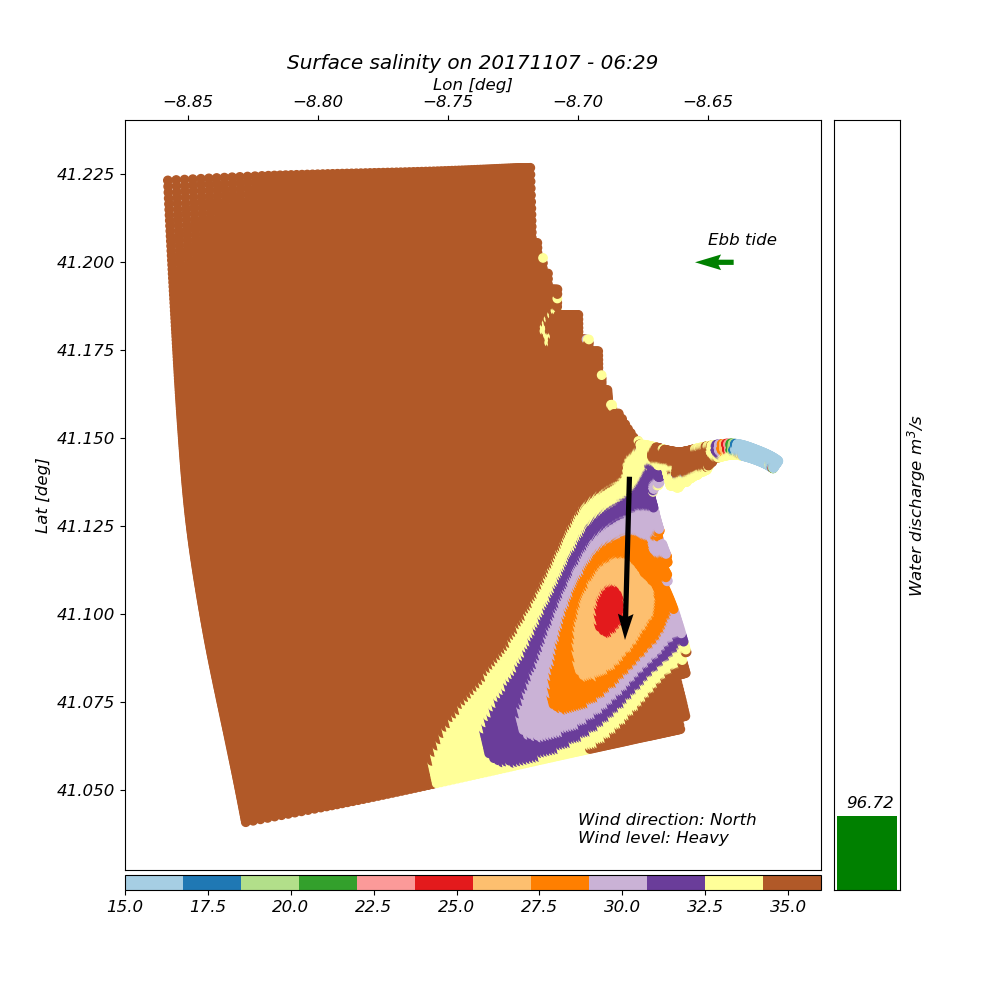 Surface salinity on 20171107 - 06:29
Lon [deg]
−8.85 −8.80 −8.75 −8.70 −8.65
41.225
41.200
41.175
41.150
41.125
41.100
41.075
41.050
Lat [deg]
Ebb tide
Wind direction: North
Wind level: Heavy
15.0 17.5 20.0 22.5 25.0 27.5 30.0 32.5 35.0
96.72
Water discharge m³/s